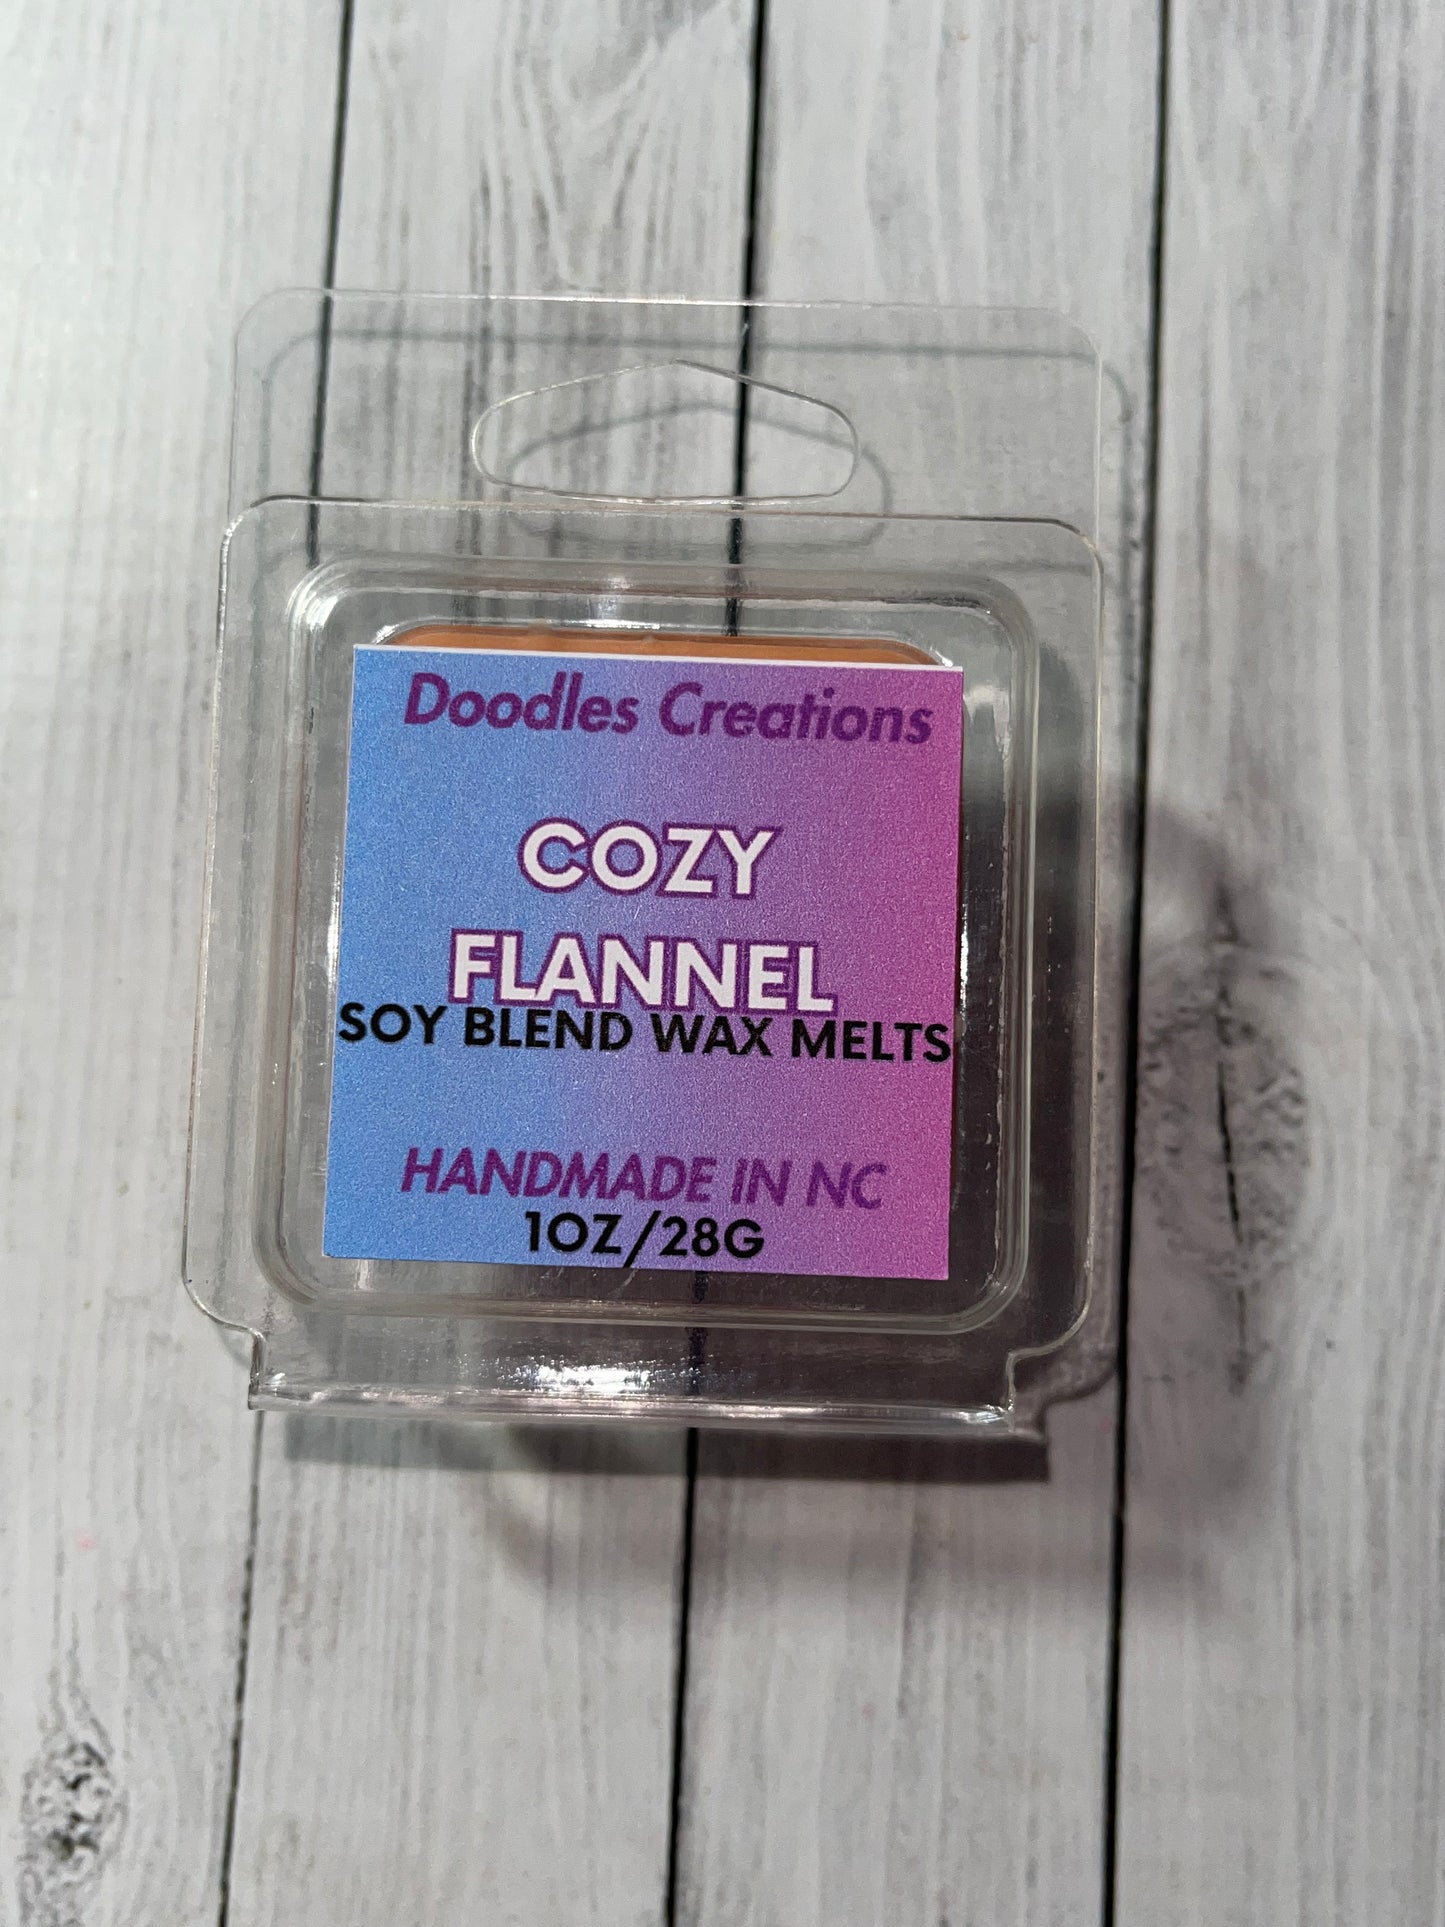 Doodles Creations
COZY
FLANNEL
SOY BLEND WAX MELTS
HANDMADE IN NC
1OZ/28G